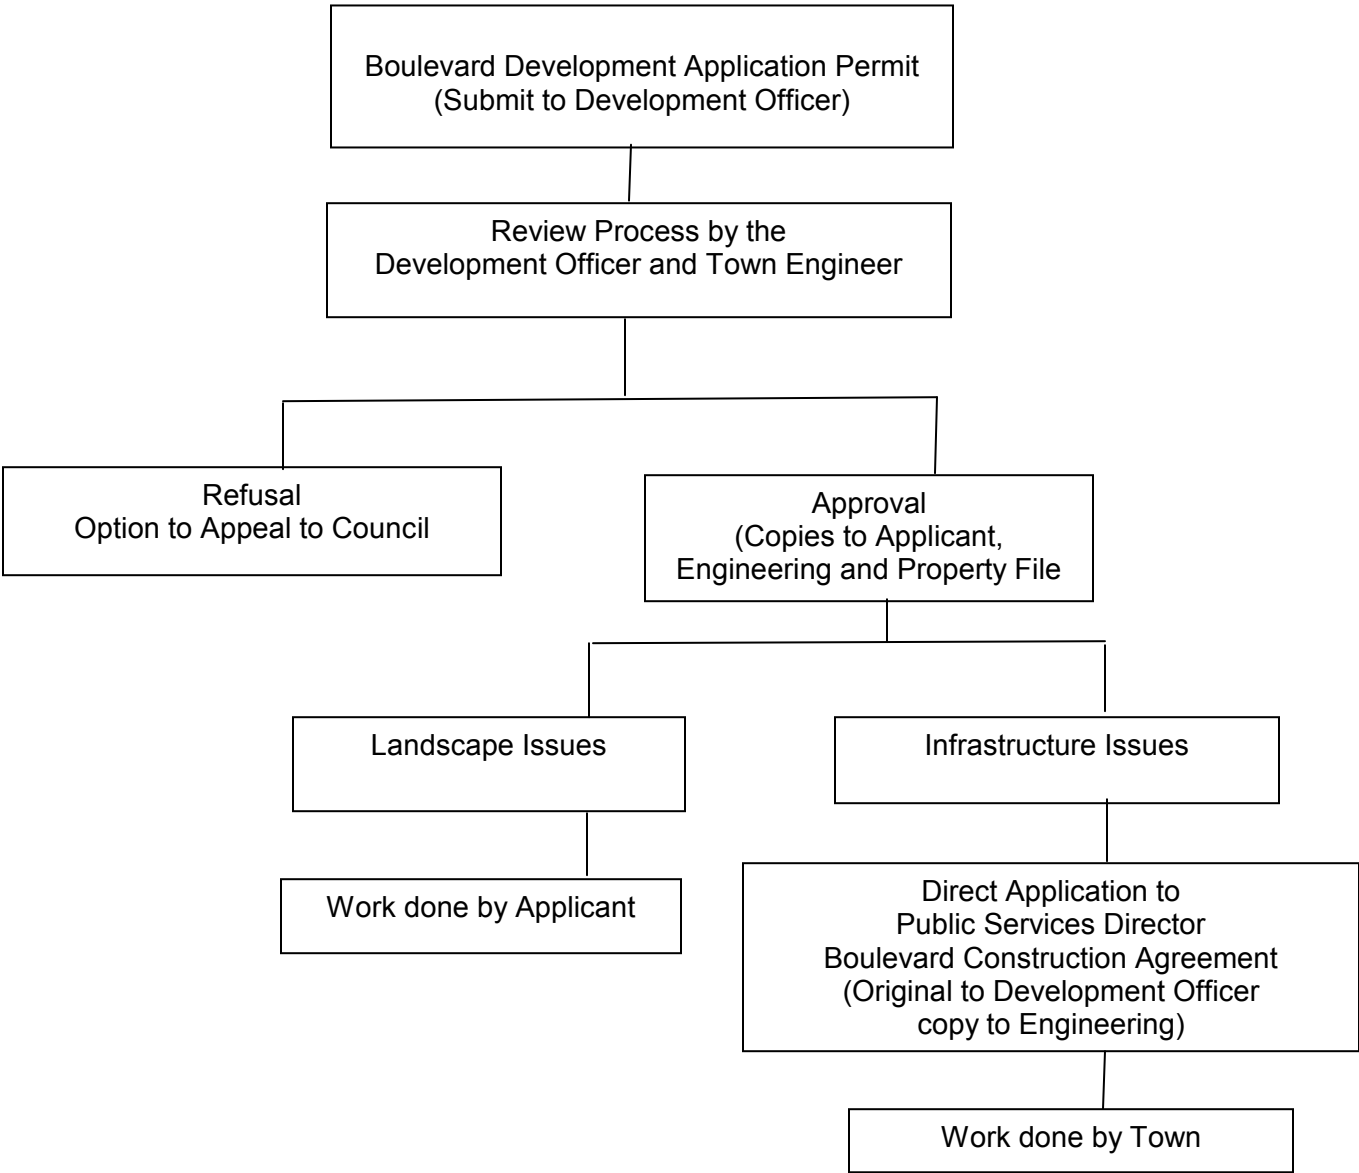 Boulevard Development Application Permit
(Submit to Development Officer)
Review Process by the
Development Officer and Town Engineer
Refusal
Option to Appeal to Council
Approval
(Copies to Applicant,
Engineering and Property File
Landscape Issues
Infrastructure Issues
Work done by Applicant
Direct Application to
Public Services Director
Boulevard Construction Agreement
(Original to Development Officer
copy to Engineering)
Work done by Town